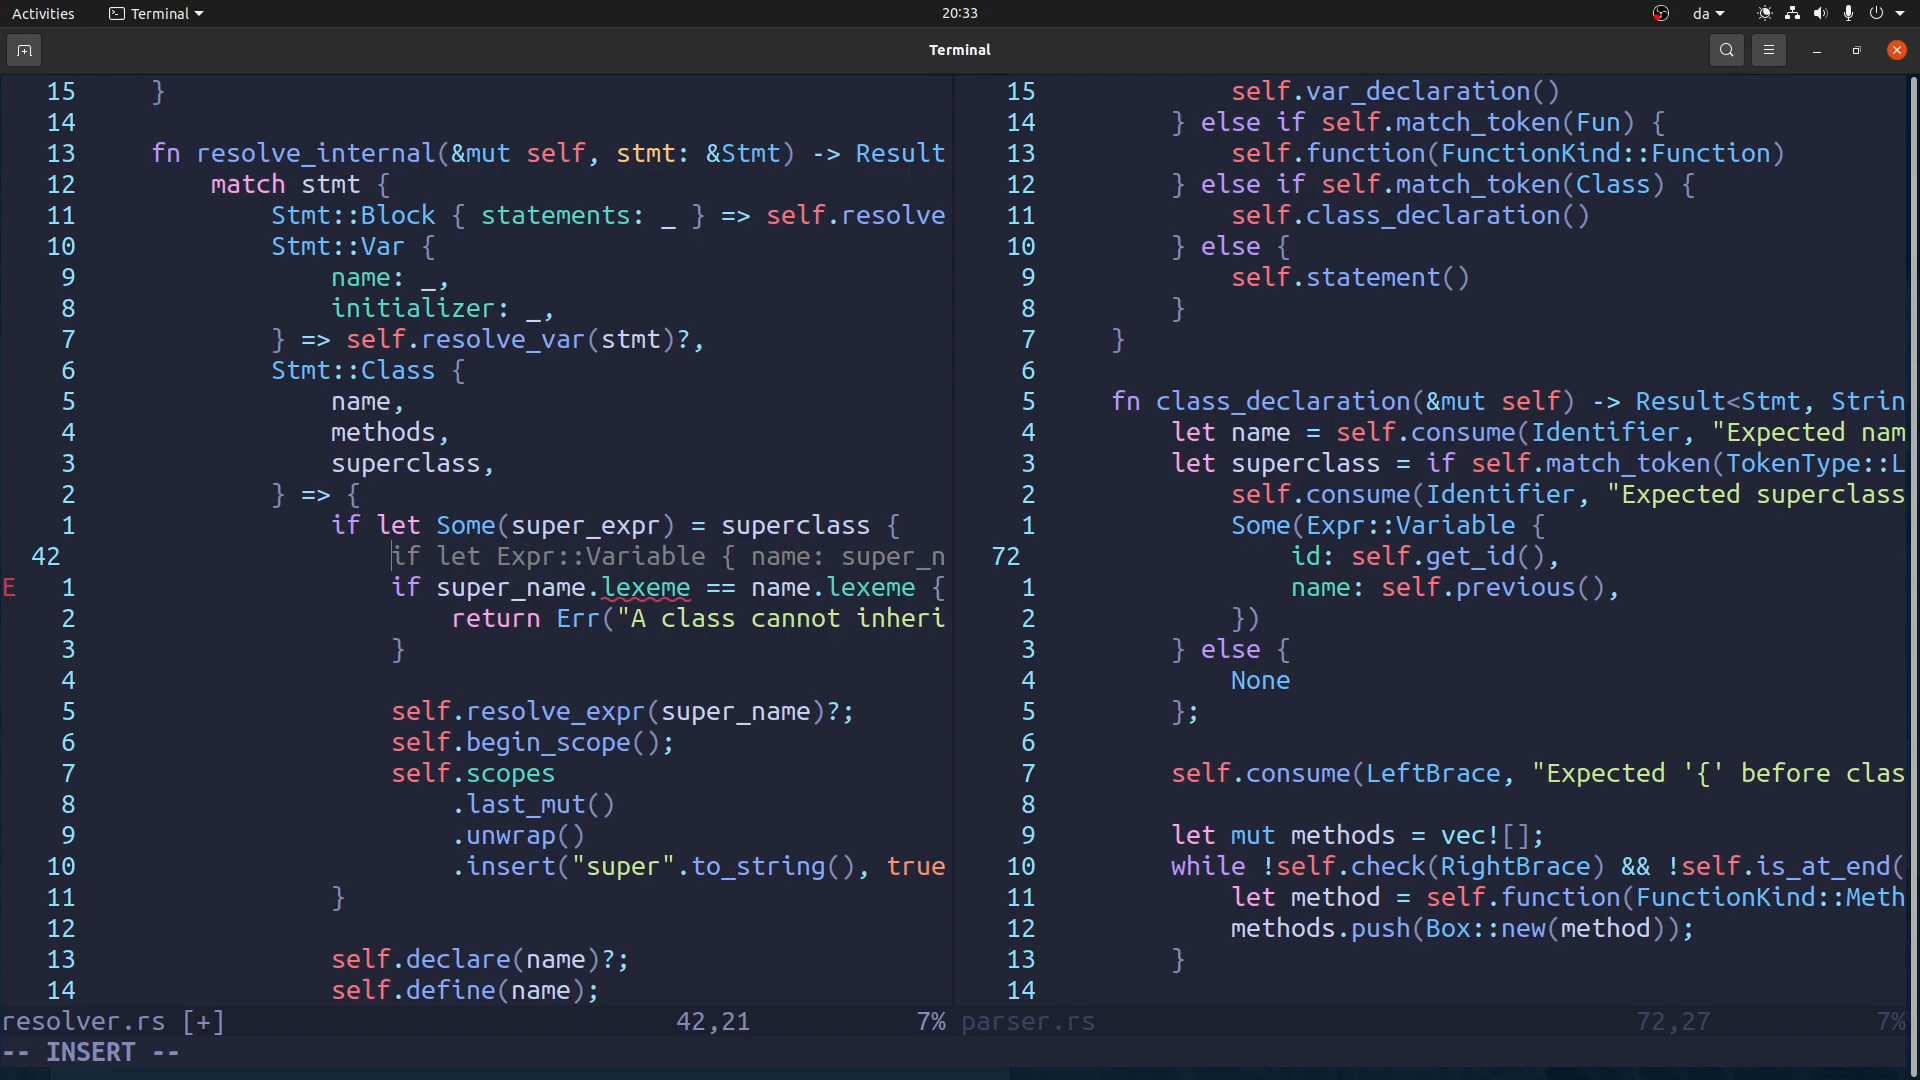 Activities
Terminal
20:33
da
Terminal
15 }
14
13 fn resolve_internal(&mut self, stmt: &Stmt) -> Result
12 match stmt {
11 Stmt::Block { statements: _ } => self.resolve
10 Stmt::Var {
9 name: _,
8 initializer: _,
7 } => self.resolve_var(stmt)?,
6 Stmt::Class {
5 name,
4 methods,
3 superclass,
2 } => {
1 if let Some(super_expr) = superclass {
42 if let Expr::Variable { name: super_n
E 1 if super_name.lexeme == name.lexeme {
2 return Err("A class cannot inheri
3 }
4
5 self.resolve_expr(super_name)?;
6 self.begin_scope();
7 self.scopes
8 .last_mut()
9 .unwrap()
10 .insert("super".to_string(), true
11 }
12
13 self.declare(name)?;
14 self.define(name);
resolver.rs [+] 42,21 7%
-- INSERT --
15 self.var_declaration()
14 } else if self.match_token(Fun) {
13 self.function(FunctionKind::Function)
12 } else if self.match_token(Class) {
11 self.class_declaration()
10 } else {
9 self.statement()
8 }
7 }
6
5 fn class_declaration(&mut self) -> Result<Stmt, Strin
4 let name = self.consume(Identifier, "Expected nam
3 let superclass = if self.match_token(TokenType::L
2 self.consume(Identifier, "Expected superclass
1 Some(Expr::Variable {
72 id: self.get_id(),
1 name: self.previous(),
2 })
3 } else {
4 None
5 };
6
7 self.consume(LeftBrace, "Expected '{' before clas
8
9 let mut methods = vec![];
10 while !self.check(RightBrace) && !self.is_at_end(
11 let method = self.function(FunctionKind::Meth
12 methods.push(Box::new(method));
13 }
14
parser.rs 72,27 7%